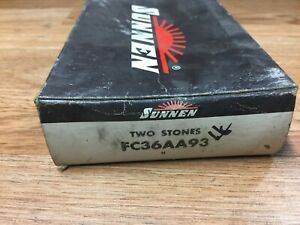 SUNNEN
®
SUNNEN
TWO STONES
FC36AA93